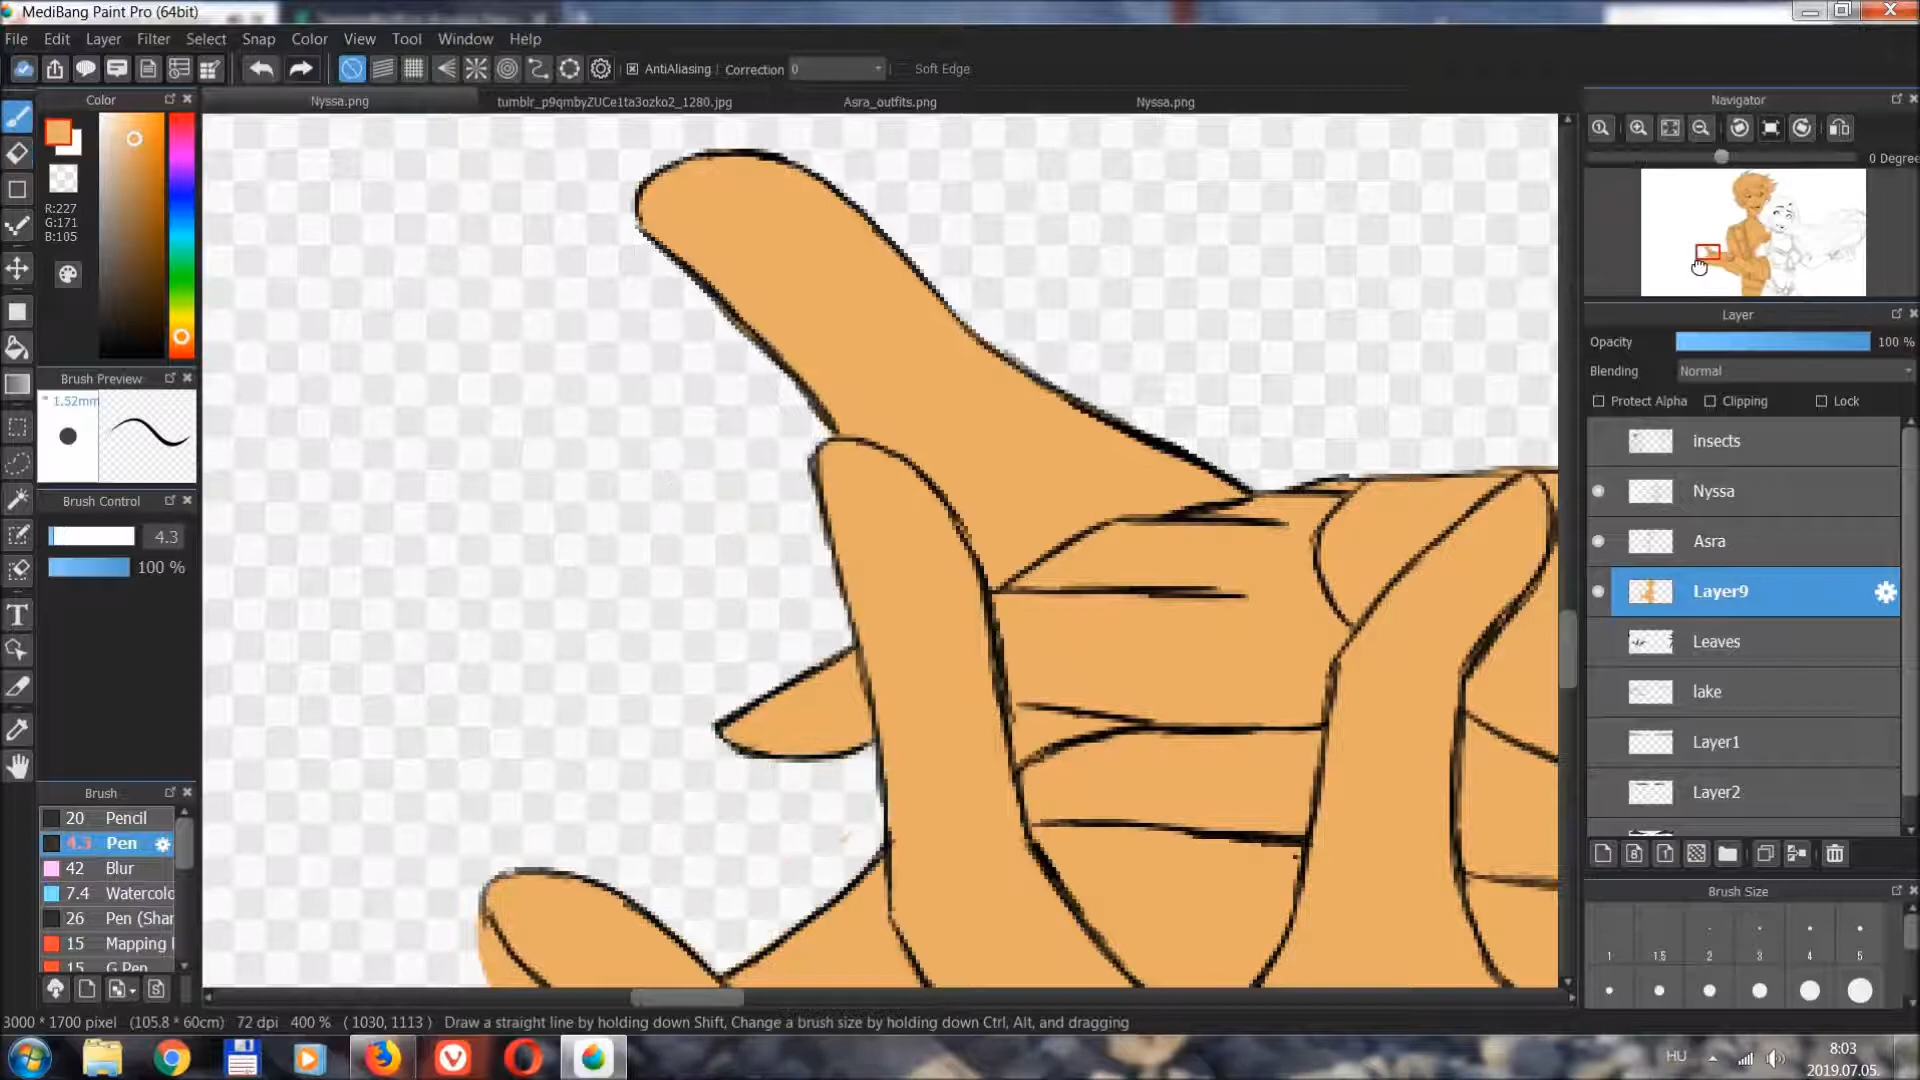 MediBang Paint Pro (64bit)
File Edit Layer Filter Select Snap Color View Tool Window Help
AntiAliasing Correction 0 Soft Edge
Color
Nyssa.png tumblr_p9qmbyZUCe1ta3ozko2_1280.jpg Asra_outfits.png Nyssa.png
Navigator
0 Degree
R:227
G:171
B:105
Layer
Opacity 100 %
Blending Normal
Protect Alpha Clipping Lock
Brush Preview
1.52mm
insects
Nyssa
Asra
Layer9
Leaves
lake
Layer1
Layer2
Brush Control
4.3
100 %
Brush
20 Pencil
4.3 Pen
42 Blur
7.4 Watercolo
26 Pen (Shar
15 Mapping
15 G Pen
Brush Size
1 1.5 2 3 4 5
3000 * 1700 pixel (105.8 * 60cm) 72 dpi 400 % ( 1030, 1113 ) Draw a straight line by holding down Shift, Change a brush size by holding down Ctrl, Alt, and dragging
HU
8:03
2019.07.05.